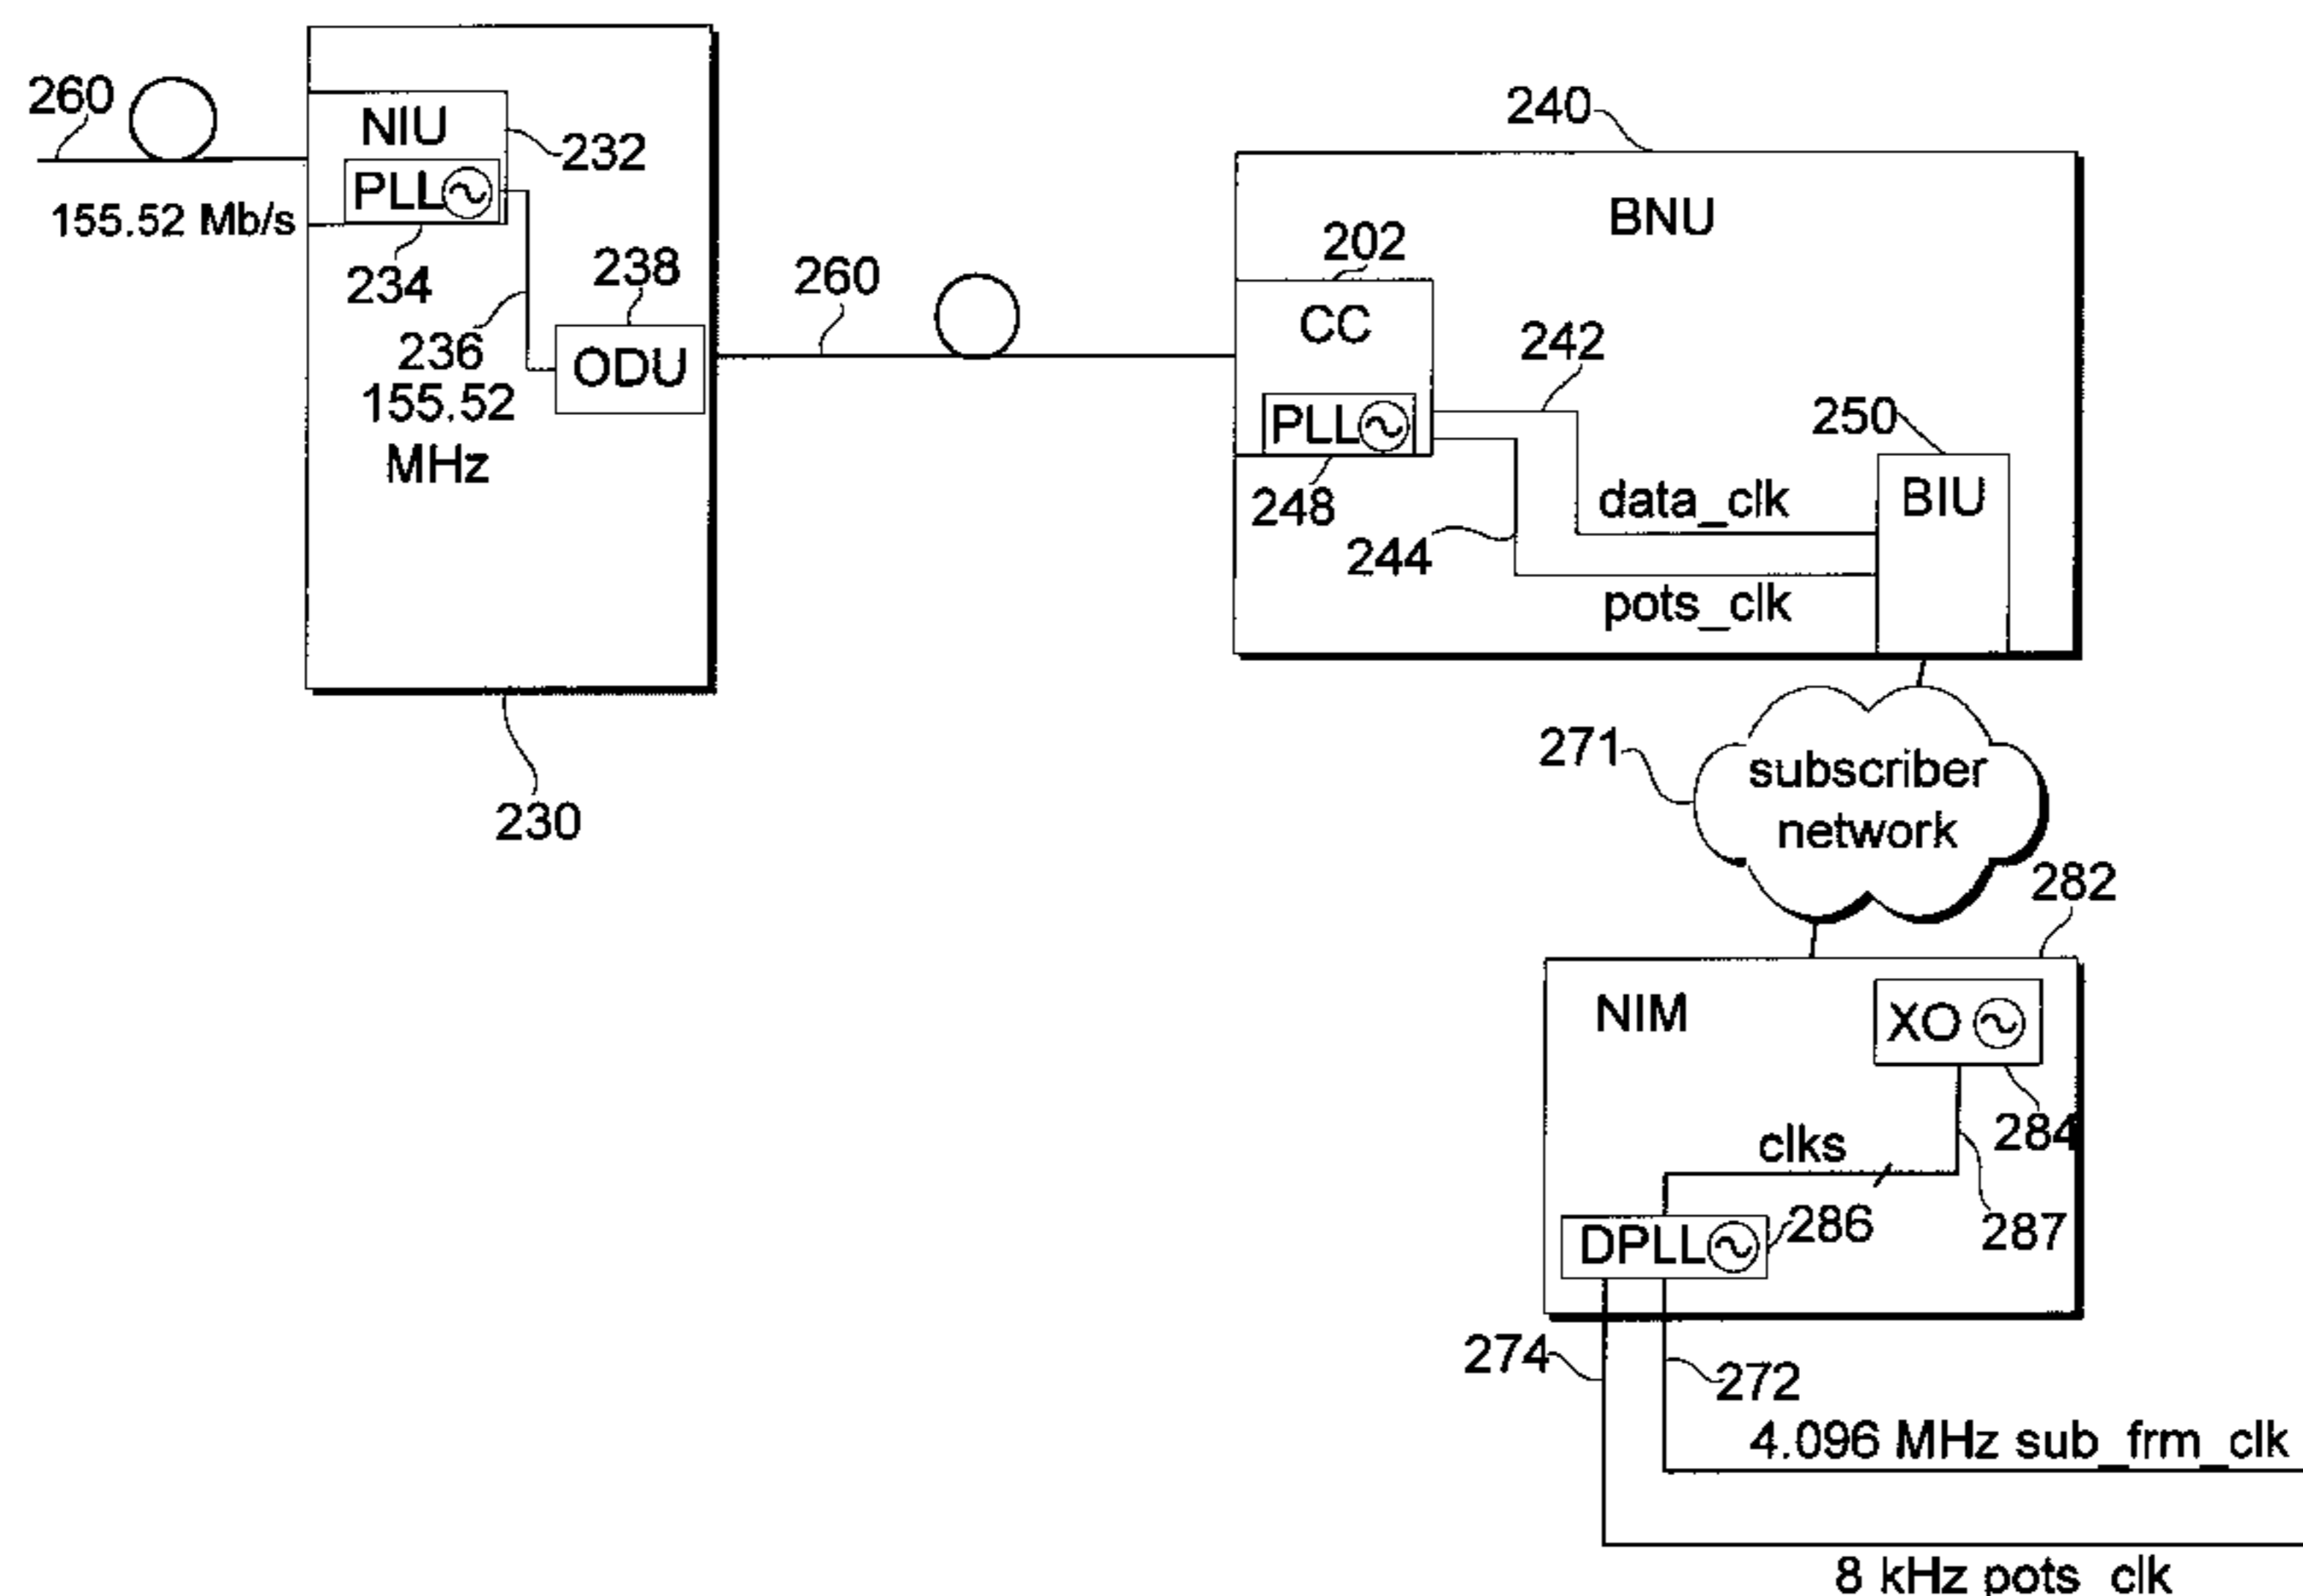 260
NIU
232
PLL
155.52 Mb/s
234
238
236
155.52
MHz
ODU
230
260
240
BNU
202
CC
242
PLL
250
248
data_clk
BIU
244
pots_clk
271
subscriber
network
282
NIM
XO
284
clks
287
DPLL
286
274
272
4.096 MHz sub_frm_clk
8 kHz pots_clk